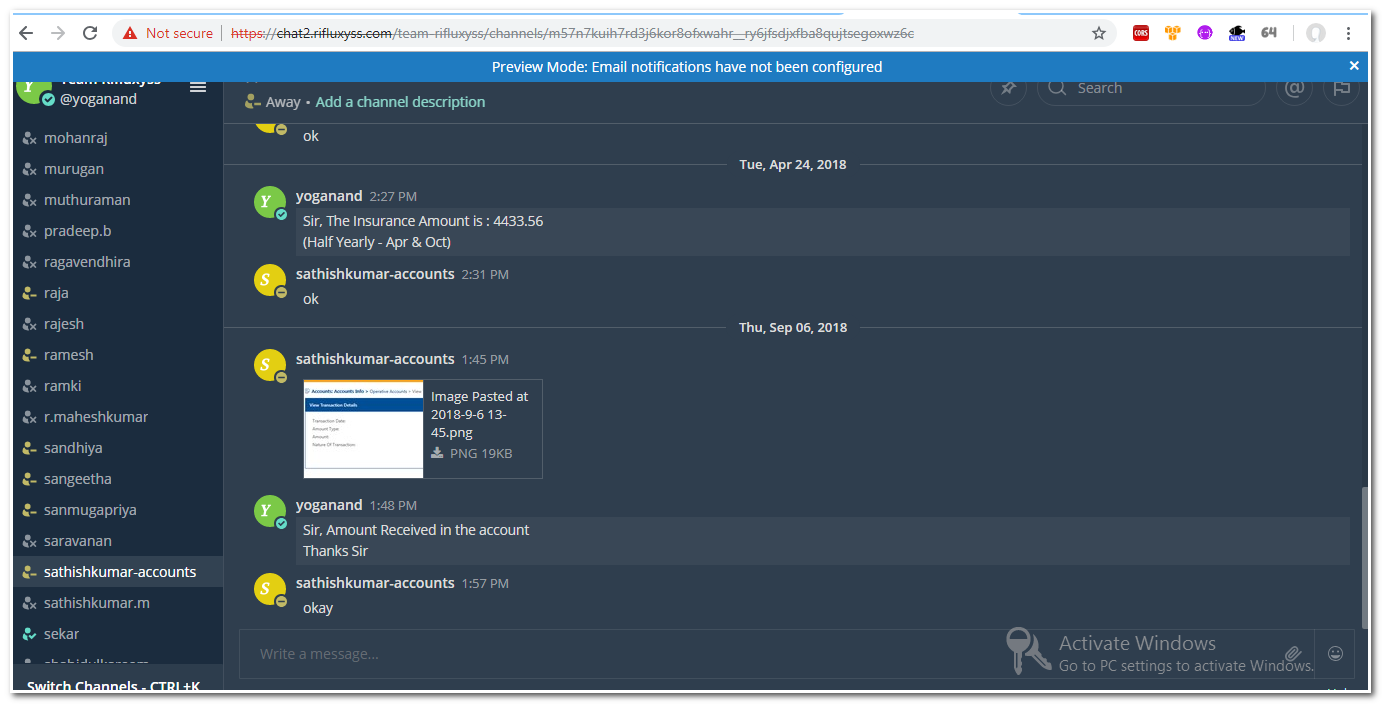 Not secure
https://chat2.rifluxyss.com/team-rifluxyss/channels/m57n7kuih7rd3j6kor8ofxwahr__ry6jfsdjxfba8qujtsegoxwz6c
CORS
NEW
64
Preview Mode: Email notifications have not been configured
×
Y
Team Rifluxyss
@yoganand
mohanraj
murugan
muthuraman
pradeep.b
ragavendhira
raja
rajesh
ramesh
ramki
r.maheshkumar
sandhiya
sangeetha
sanmugapriya
saravanan
sathishkumar-accounts
sathishkumar.m
sekar
Switch Channels - CTRL+K
Away • Add a channel description
Search
@
ok
Tue, Apr 24, 2018
Y
yoganand 2:27 PM
Sir, The Insurance Amount is : 4433.56
(Half Yearly - Apr & Oct)
S
sathishkumar-accounts 2:31 PM
ok
Thu, Sep 06, 2018
S
sathishkumar-accounts 1:45 PM
Accounts: Accounts Info > Operative Accounts > View
View Transaction Details
Transaction Date:
Amount Type:
Amount:
Nature Of Transaction:
Image Pasted at
2018-9-6 13-
45.png
PNG 19KB
Y
yoganand 1:48 PM
Sir, Amount Received in the account
Thanks Sir
S
sathishkumar-accounts 1:57 PM
okay
Write a message...
Activate Windows
Go to PC settings to activate Windows.